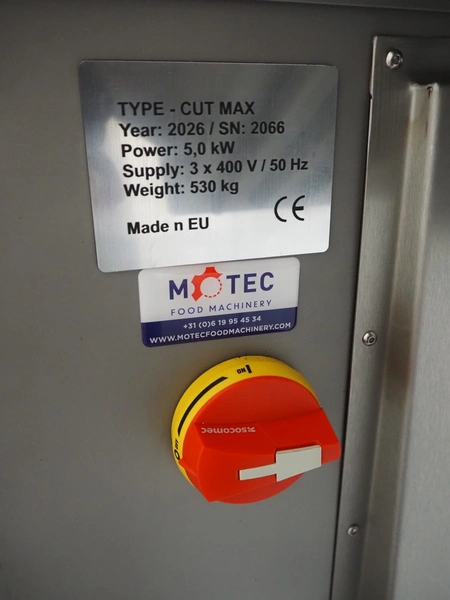 TYPE - CUT MAX
Year: 2026 / SN: 2066
Power: 5,0 kW
Supply: 3 x 400 V / 50 Hz
Weight: 530 kg
Made n EU
CE
MOTEC
FOOD MACHINERY
+31 (0)6 19 95 45 34
WWW.MOTECFOODMACHINERY.COM
I ON
O OFF
socomec